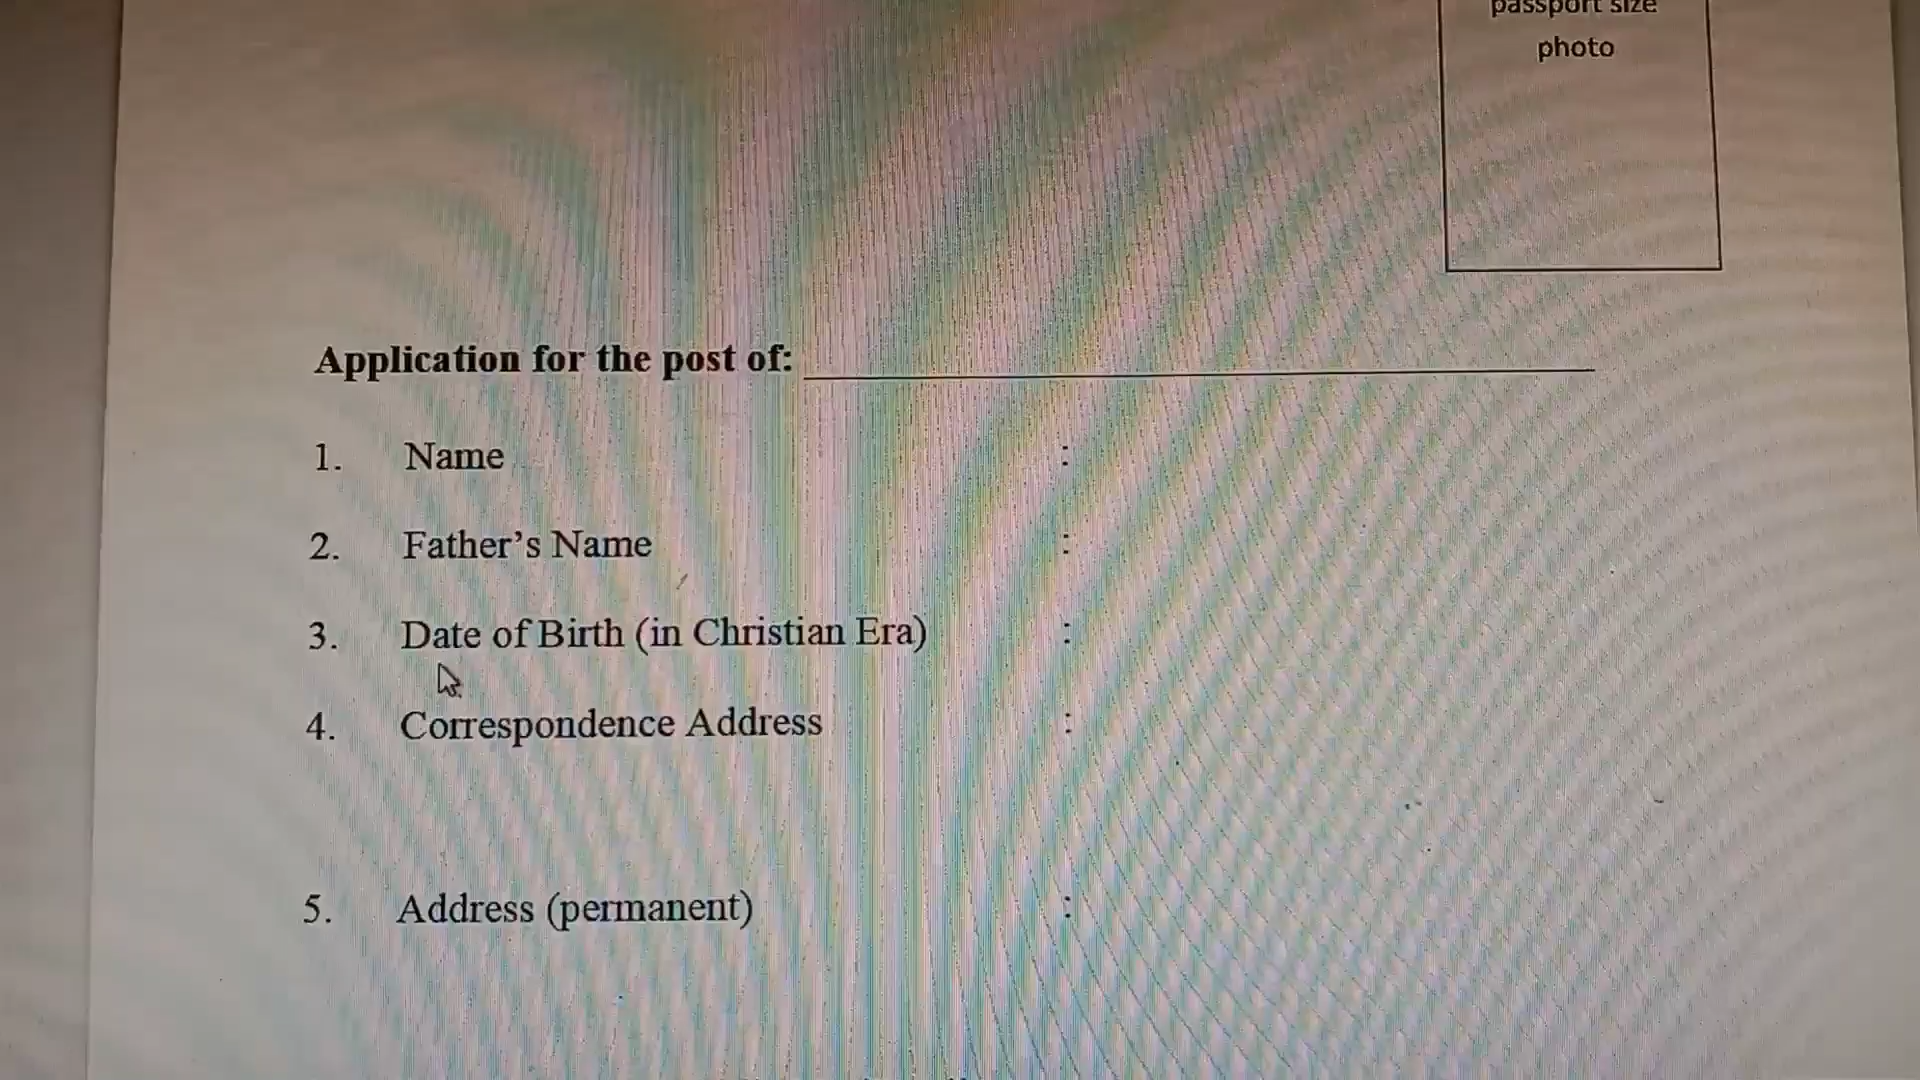 passport size
photo
Application for the post of:
1. Name :
2. Father's Name :
3. Date of Birth (in Christian Era) :
4. Correspondence Address :
5. Address (permanent) :